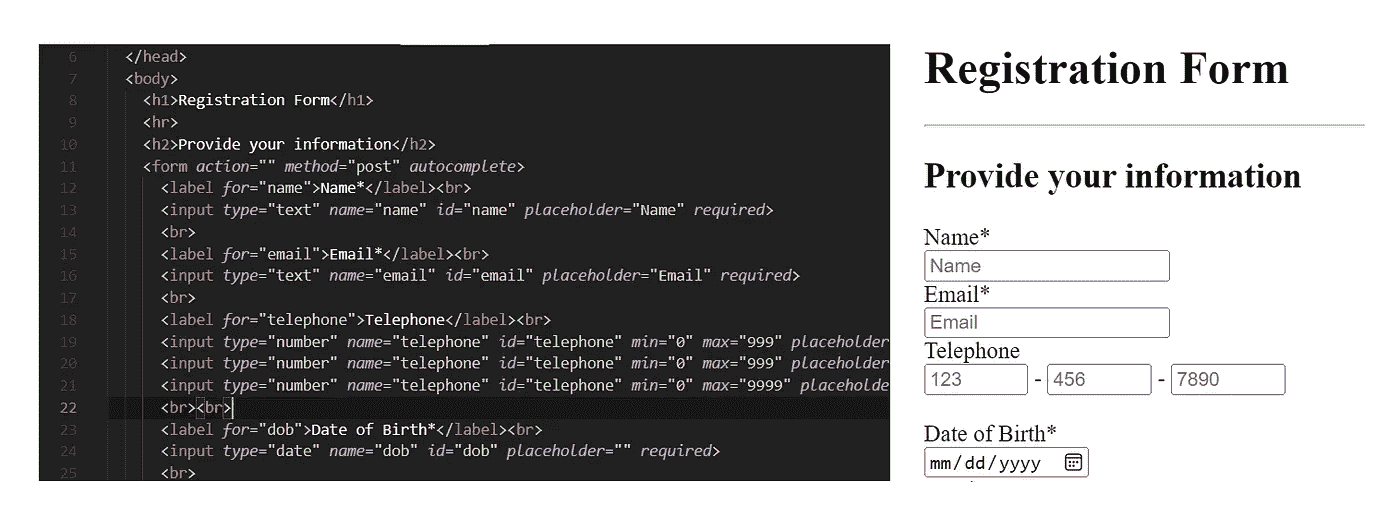 6 </head>
7 <body>
8 <h1>Registration Form</h1>
9 <hr>
10 <h2>Provide your information</h2>
11 <form action="" method="post" autocomplete>
12 <label for="name">Name*</label><br>
13 <input type="text" name="name" id="name" placeholder="Name" required>
14 <br>
15 <label for="email">Email*</label><br>
16 <input type="text" name="email" id="email" placeholder="Email" required>
17 <br>
18 <label for="telephone">Telephone</label><br>
19 <input type="number" name="telephone" id="telephone" min="0" max="999" placeholder
20 <input type="number" name="telephone" id="telephone" min="0" max="999" placeholder
21 <input type="number" name="telephone" id="telephone" min="0" max="9999" placeholde
22 <br><br>
23 <label for="dob">Date of Birth*</label><br>
24 <input type="date" name="dob" id="dob" placeholder="" required>
25 <br>
Registration Form
Provide your information
Name*
Name
Email*
Email
Telephone
123 - 456 - 7890
Date of Birth*
mm/dd/yyyy